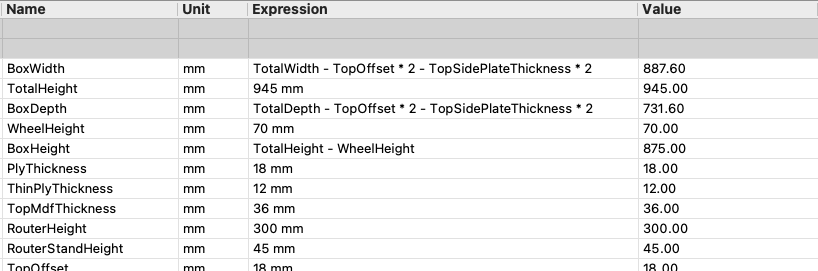 Name Unit Expression Value
BoxWidth mm TotalWidth - TopOffset * 2 - TopSidePlateThickness * 2 887.60
TotalHeight mm 945 mm 945.00
BoxDepth mm TotalDepth - TopOffset * 2 - TopSidePlateThickness * 2 731.60
WheelHeight mm 70 mm 70.00
BoxHeight mm TotalHeight - WheelHeight 875.00
PlyThickness mm 18 mm 18.00
ThinPlyThickness mm 12 mm 12.00
TopMdfThickness mm 36 mm 36.00
RouterHeight mm 300 mm 300.00
RouterStandHeight mm 45 mm 45.00
TopOffset mm 18 mm 18.00